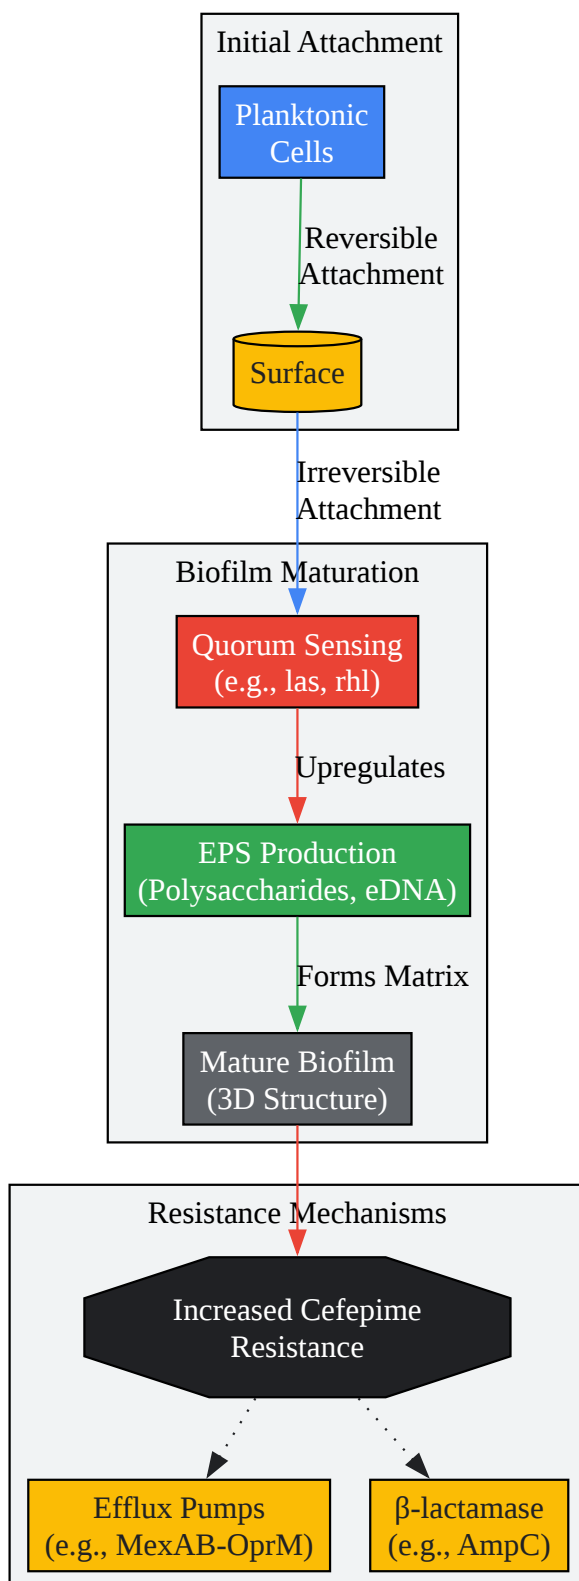 Initial Attachment
Planktonic
Cells
Reversible
Attachment
Surface
Irreversible
Attachment
Biofilm Maturation
Quorum Sensing
(e.g., las, rhl)
Upregulates
EPS Production
(Polysaccharides, eDNA)
Forms Matrix
Mature Biofilm
(3D Structure)
Resistance Mechanisms
Increased Cefepime
Resistance
Efflux Pumps
(e.g., MexAB-OprM)
β-lactamase
(e.g., AmpC)